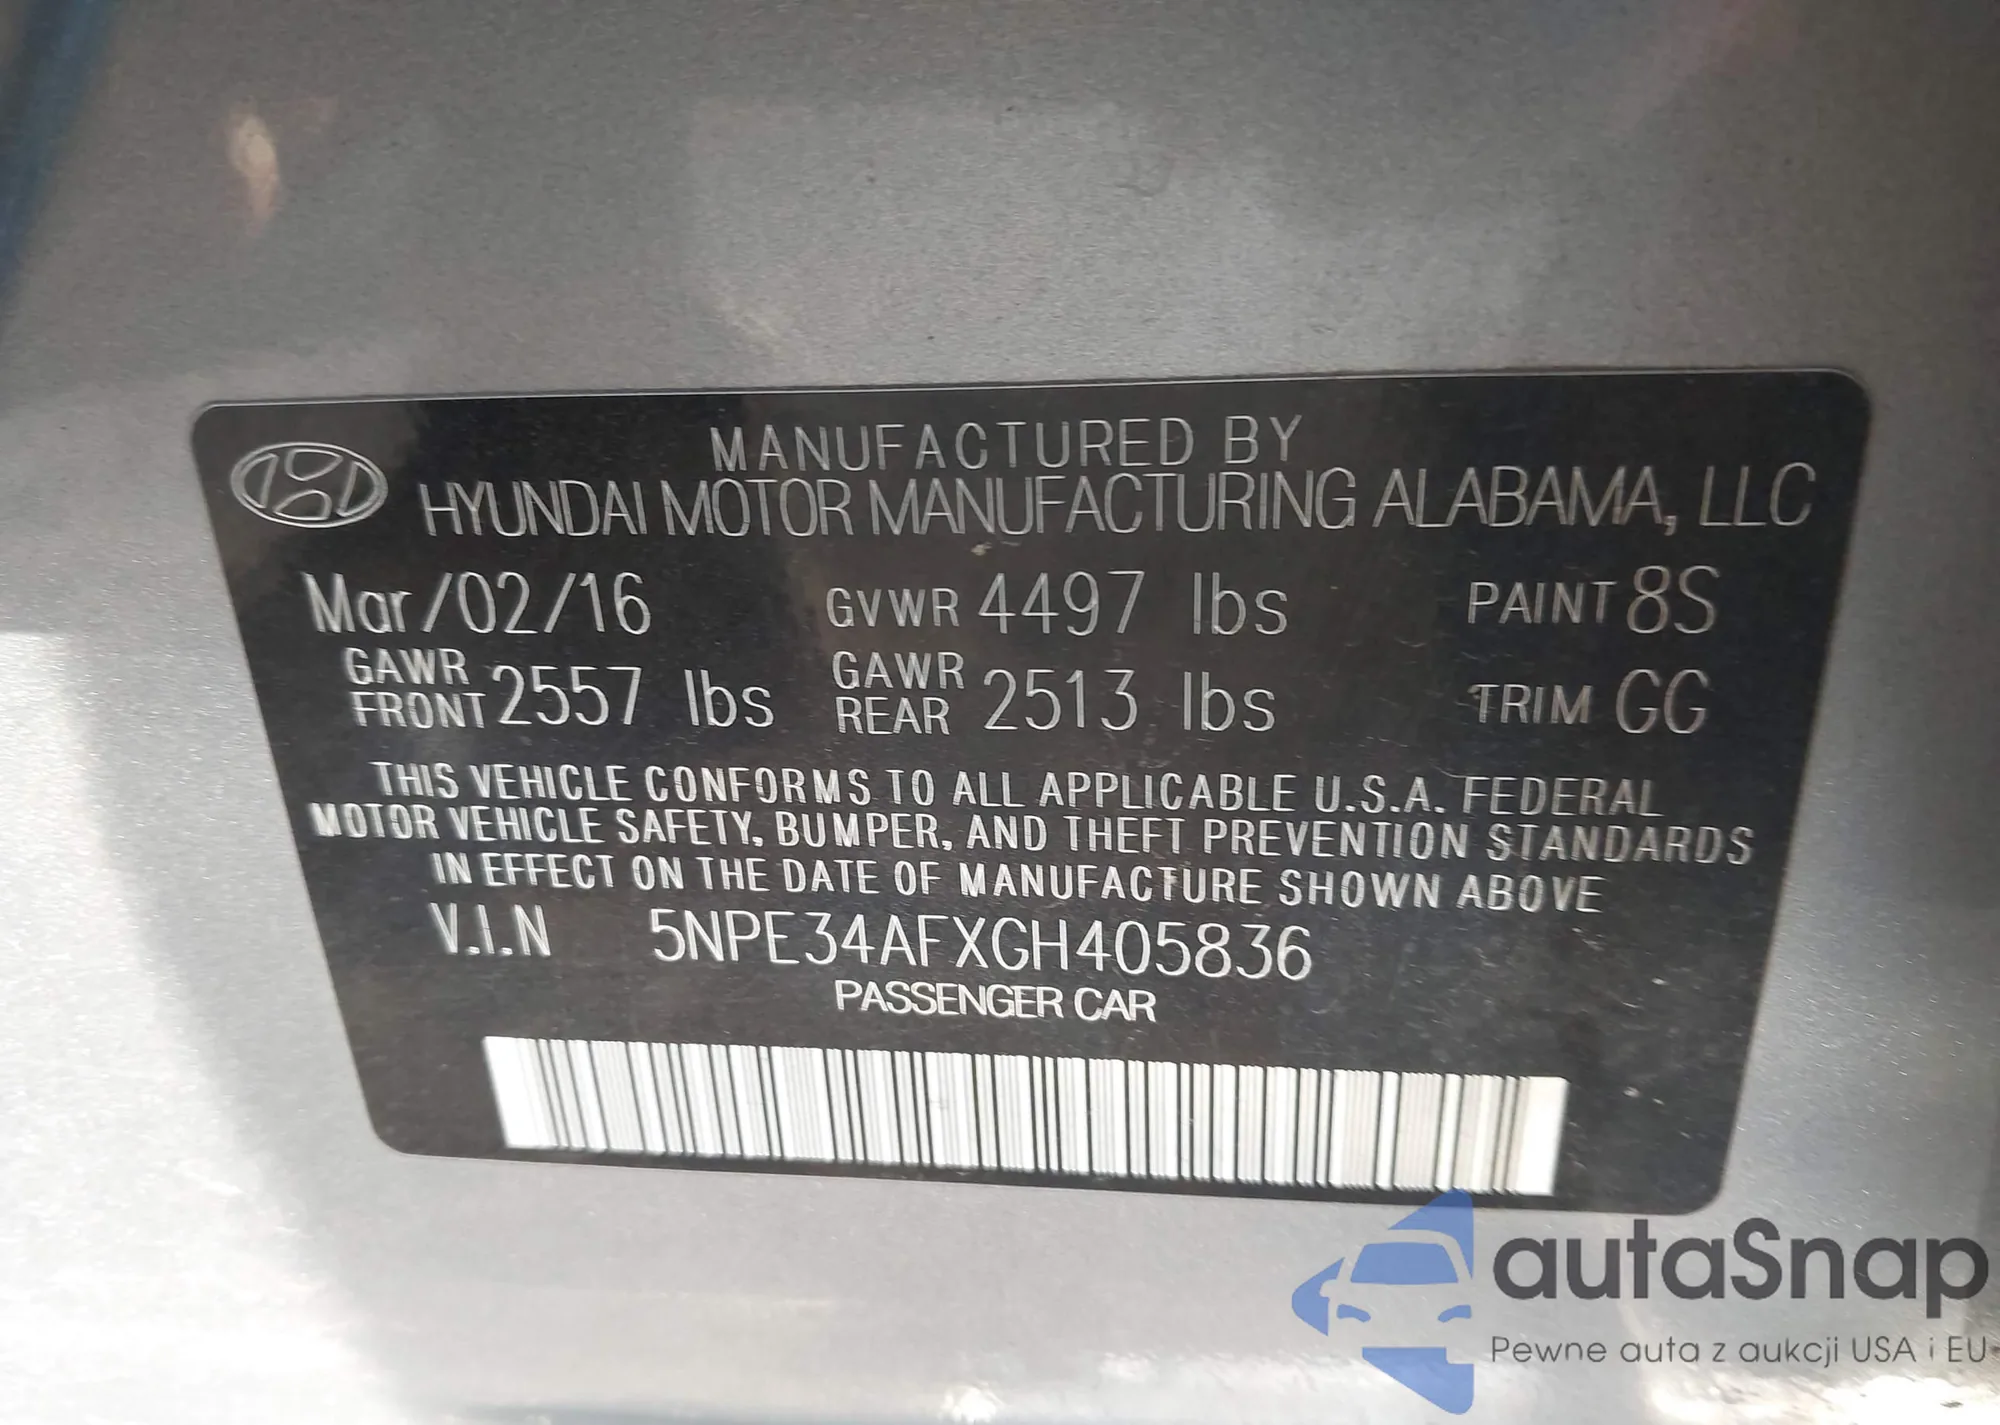 MANUFACTURED BY
HYUNDAI MOTOR MANUFACTURING ALABAMA, LLC
Mar/02/16 GVWR 4497 lbs PAINT 8S
GAWR FRONT 2557 lbs GAWR REAR 2513 lbs TRIM GG
THIS VEHICLE CONFORMS TO ALL APPLICABLE U.S.A. FEDERAL
MOTOR VEHICLE SAFETY, BUMPER, AND THEFT PREVENTION STANDARDS
IN EFFECT ON THE DATE OF MANUFACTURE SHOWN ABOVE
V.I.N 5NPE34AFXGH405836
PASSENGER CAR
autaSnap
Pewne auta z aukcji USA i EU